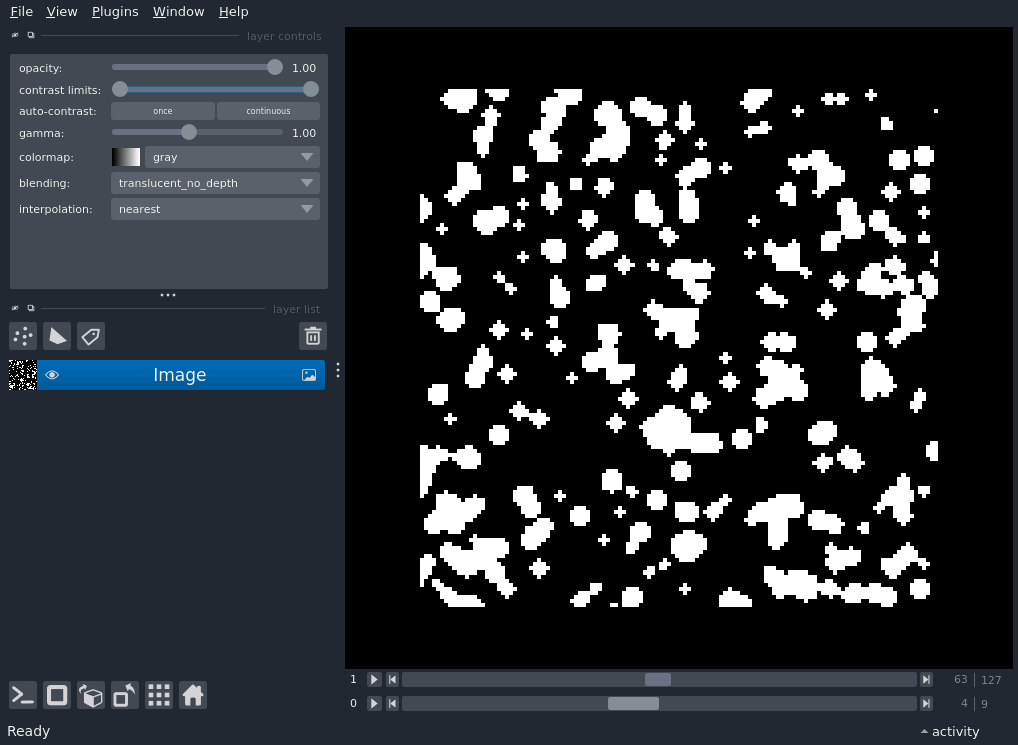 File View Plugins Window Help
layer controls
opacity: 1.00
contrast limits:
auto-contrast: once continuous
gamma: 1.00
colormap: gray
blending: translucent_no_depth
interpolation: nearest
layer list
Image
1 63 127
0 4 9
Ready activity